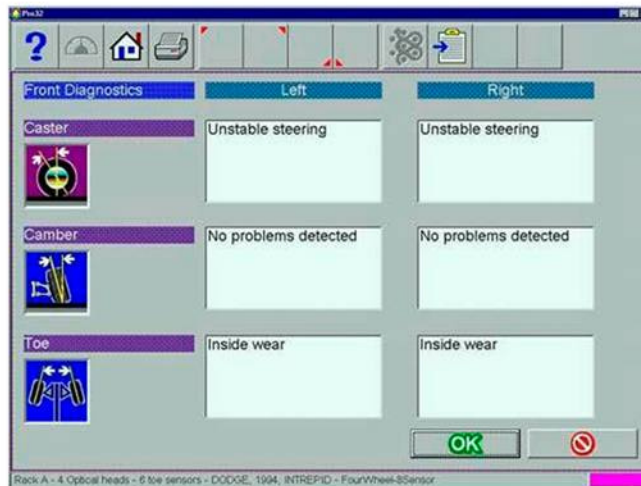 Pro32
?
Front Diagnostics Left Right
Caster Unstable steering Unstable steering
Camber No problems detected No problems detected
Toe Inside wear Inside wear
OK
Rack A - 4 Optical heads - 6 toe sensors - DODGE, 1994, INTREPID - FourWheel-8Sensor